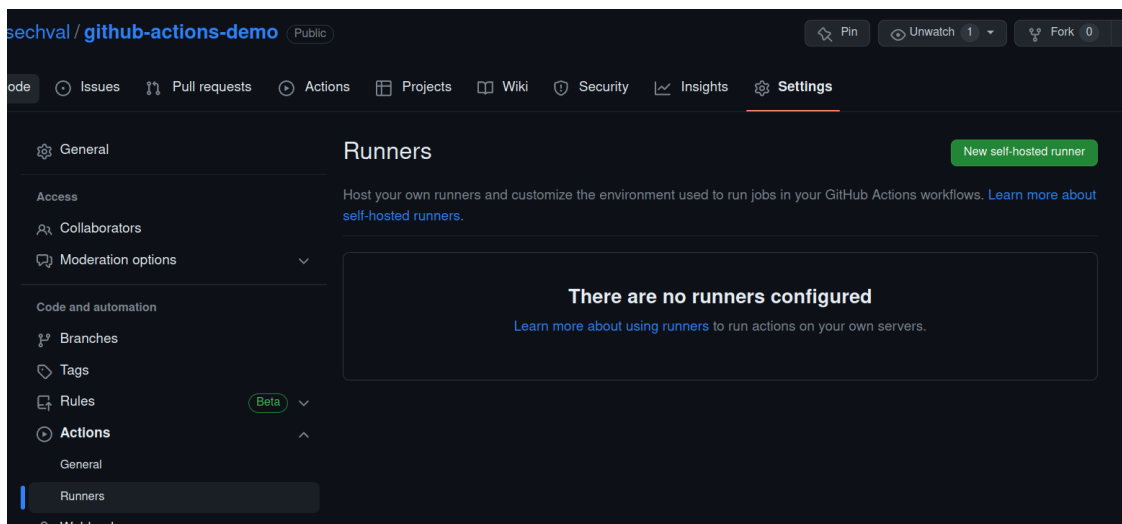 sechval / github-actions-demo Public
Pin
Unwatch 1
Fork 0
ode
Issues
Pull requests
Actions
Projects
Wiki
Security
Insights
Settings
General
Access
Collaborators
Moderation options
Code and automation
Branches
Tags
Rules Beta
Actions
General
Runners
Runners
New self-hosted runner
Host your own runners and customize the environment used to run jobs in your GitHub Actions workflows. Learn more about
self-hosted runners.
There are no runners configured
Learn more about using runners to run actions on your own servers.